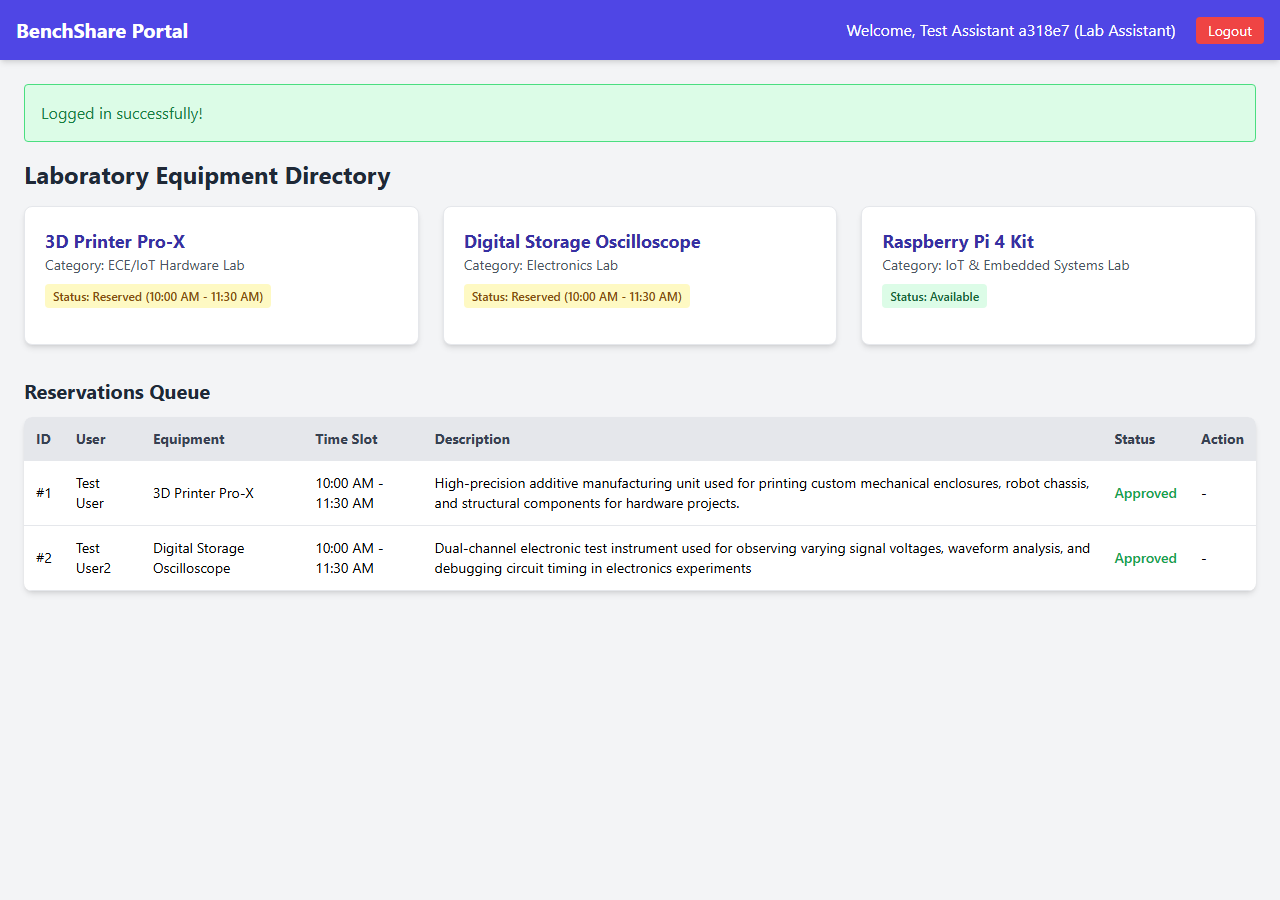 BenchShare Portal
Welcome, Test Assistant a318e7 (Lab Assistant)
Logout
Logged in successfully!
Laboratory Equipment Directory
3D Printer Pro-X
Category: ECE/IoT Hardware Lab
Status: Reserved (10:00 AM - 11:30 AM)
Digital Storage Oscilloscope
Category: Electronics Lab
Status: Reserved (10:00 AM - 11:30 AM)
Raspberry Pi 4 Kit
Category: IoT & Embedded Systems Lab
Status: Available
Reservations Queue
ID User Equipment Time Slot Description Status Action
#1
Test
User
3D Printer Pro-X
10:00 AM -
11:30 AM
High-precision additive manufacturing unit used for printing custom mechanical enclosures, robot chassis,
and structural components for hardware projects.
Approved
-
#2
Test
User2
Digital Storage
Oscilloscope
10:00 AM -
11:30 AM
Dual-channel electronic test instrument used for observing varying signal voltages, waveform analysis, and
debugging circuit timing in electronics experiments
Approved
-